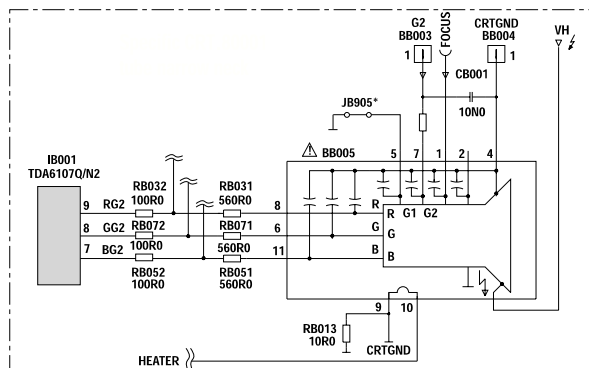 G2
BB003
FOCUS
CRTGND
BB004
VH
1
1
CB001
10N0
JB905*
IB001
TDA6107Q/N2
BB005
5
7
1
2
4
RB032
100R0
RB031
560R0
9
RG2
8
R
R
G1
G2
8
GG2
RB072
100R0
RB071
560R0
6
G
G
7
BG2
11
B
B
RB052
100R0
RB051
560R0
9
10
RB013
10R0
CRTGND
HEATER